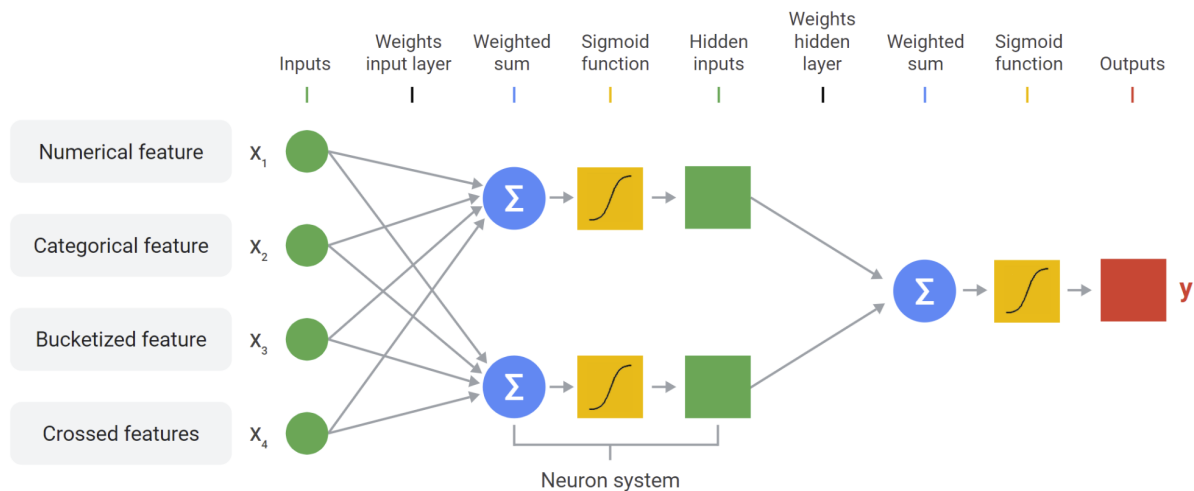 Inputs
Weights
input layer
Weighted
sum
Sigmoid
function
Hidden
inputs
Weights
hidden
layer
Weighted
sum
Sigmoid
function
Outputs
Numerical feature
X1
Categorical feature
X2
Bucketized feature
X3
Crossed features
X4
Σ
Σ
Σ
y
Neuron system